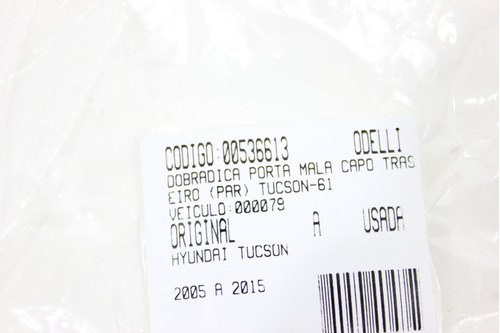 CODIGO:00536613 ODELLI
DOBRADICA PORTA MALA CAPO TRAS
EIRO (PAR) TUCSON-61
VEICULO:000079
ORIGINAL A USADA
HYUNDAI TUCSON
2005 A 2015